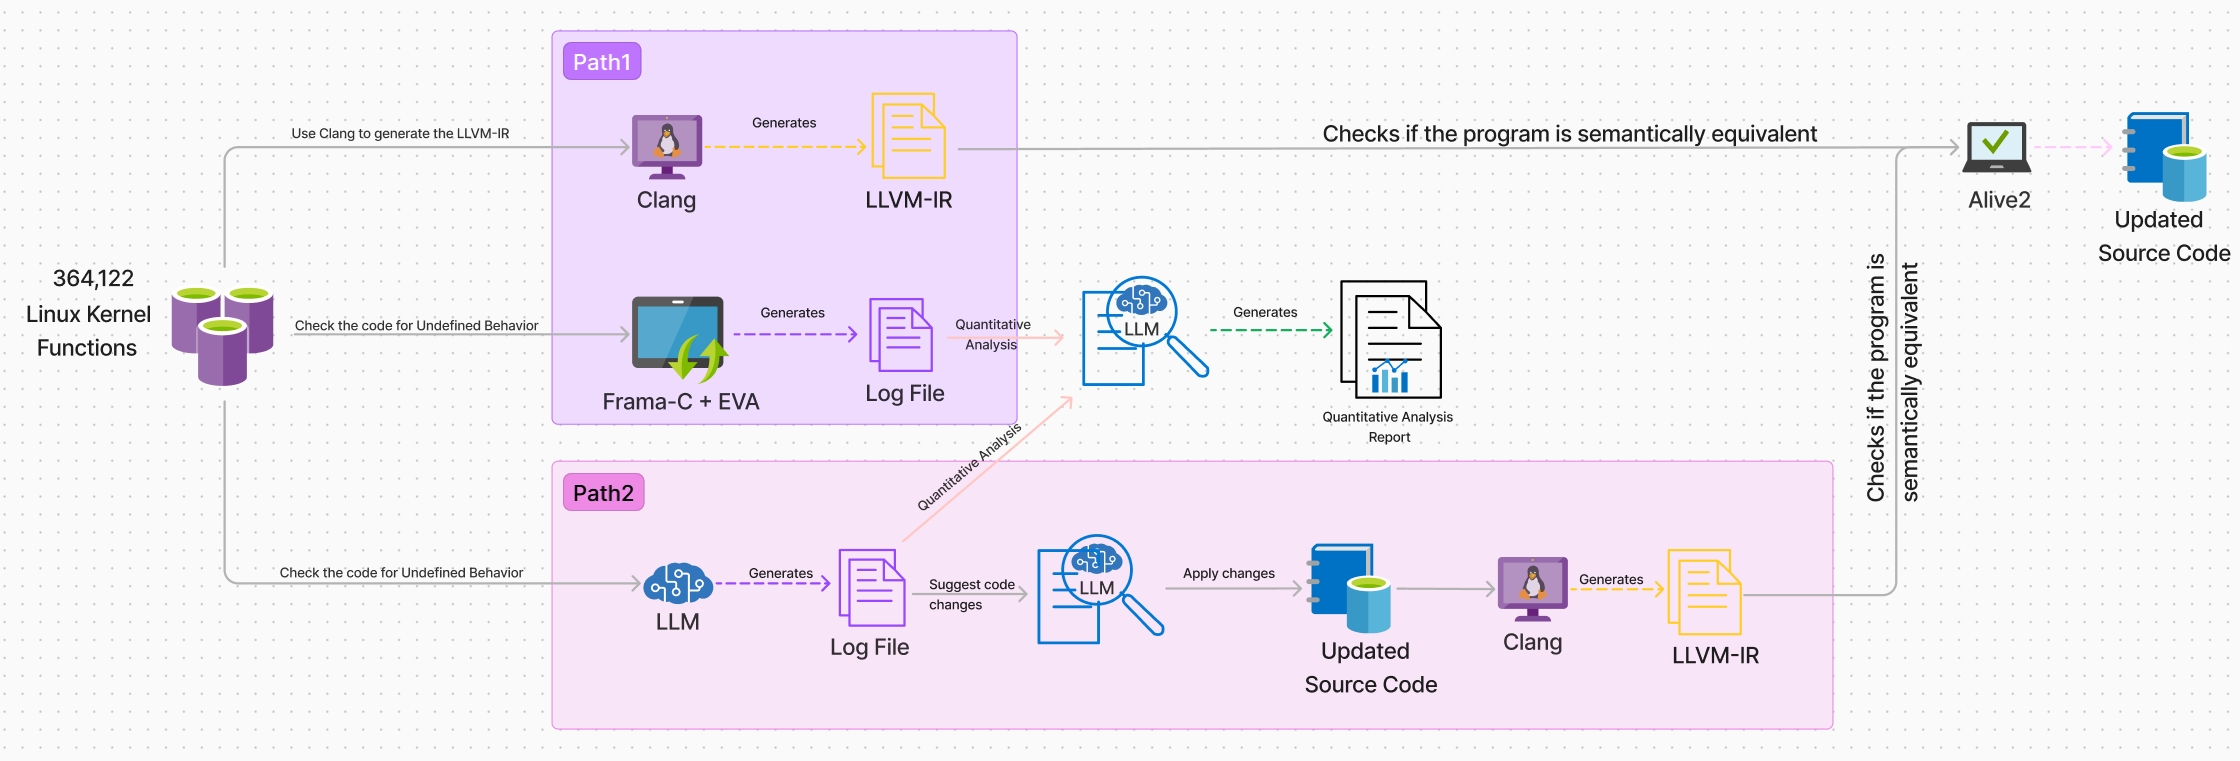 Path1
Use Clang to generate the LLVM-IR
Generates
Clang
LLVM-IR
Checks if the program is semantically equivalent
Alive2
Updated
Source Code
364,122
Linux Kernel
Functions
Check the code for Undefined Behavior
Generates
Frama-C + EVA
Log File
Quantitative
Analysis
LLM
Generates
Quantitative Analysis
Report
Quantitative Analysis
Checks if the program is
semantically equivalent
Path2
Check the code for Undefined Behavior
LLM
Generates
Log File
Suggest code
changes
LLM
Apply changes
Updated
Source Code
Clang
Generates
LLVM-IR